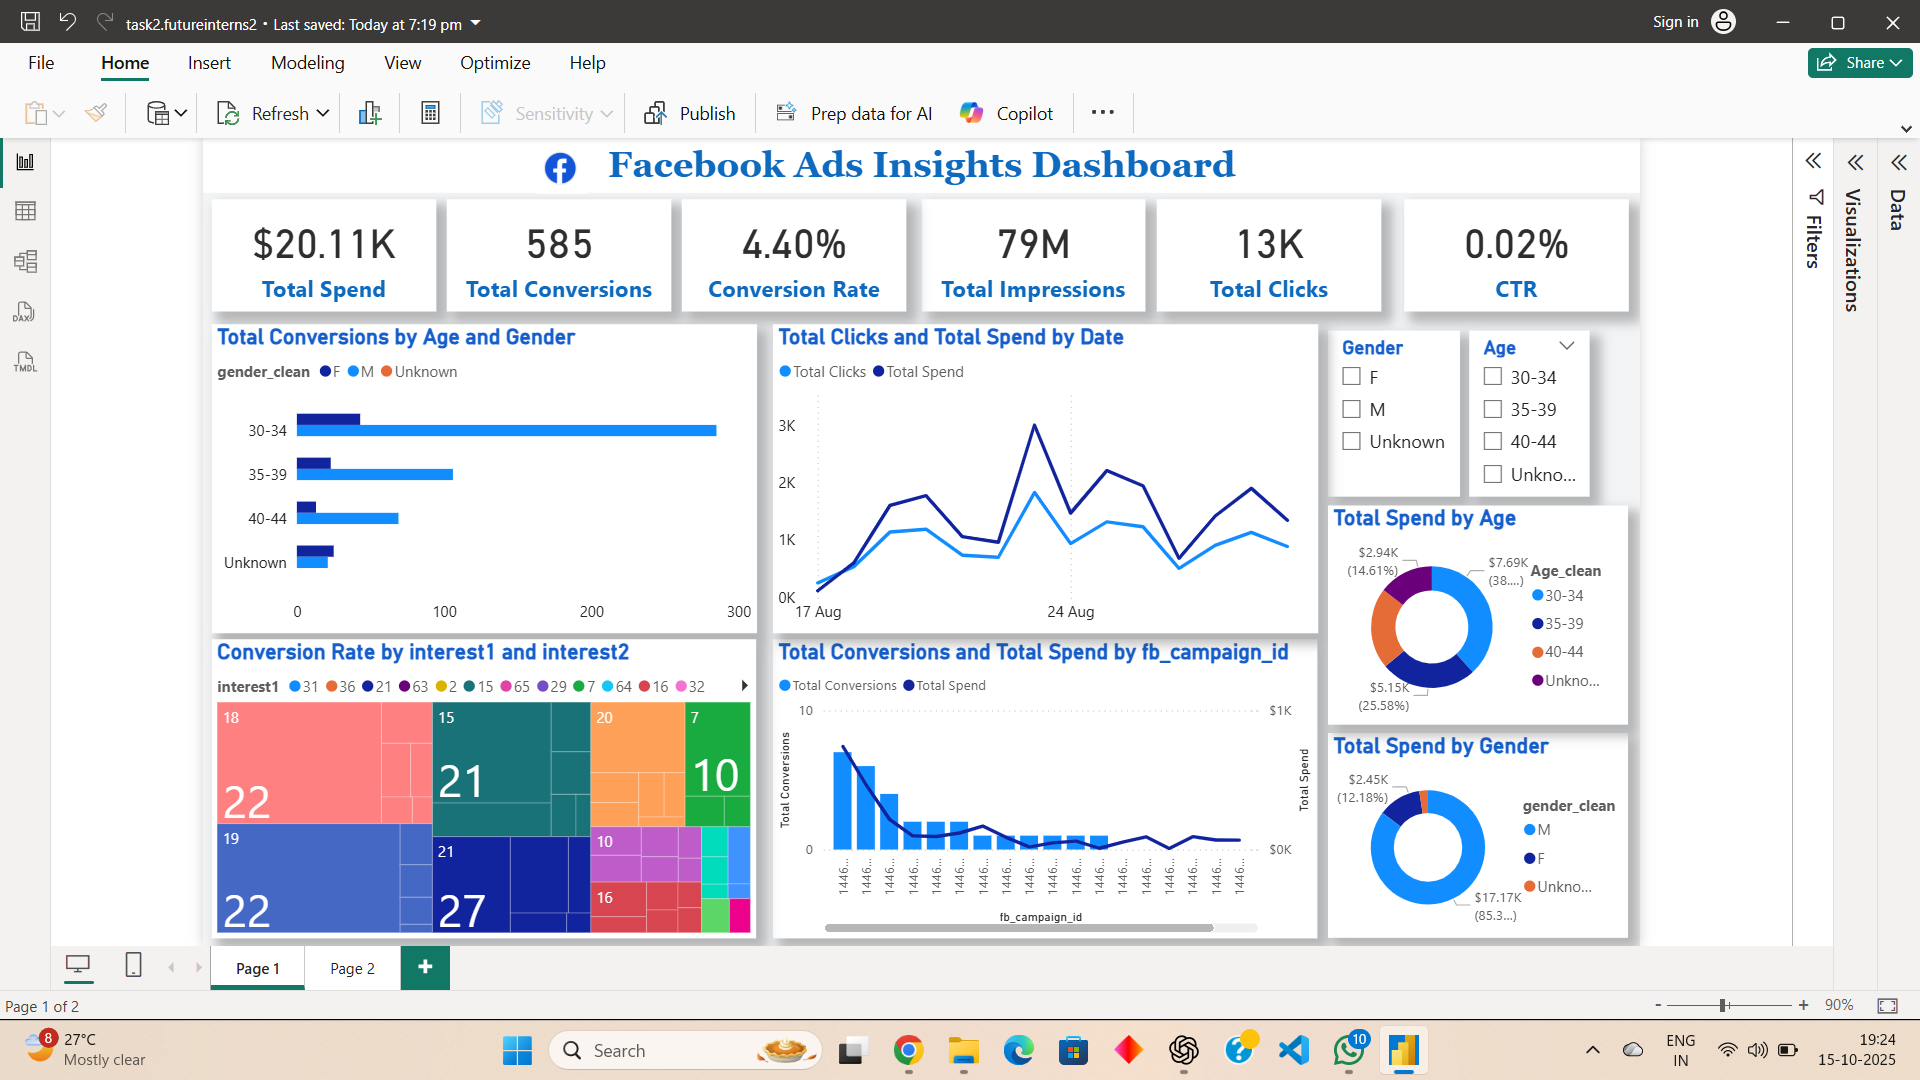 task2.futureinterns2 • Last saved: Today at 7:19 pm
Sign in
File Home Insert Modeling View Optimize Help
Share
Refresh
Sensitivity
Publish
Prep data for AI
Copilot
Facebook Ads Insights Dashboard
$20.11K
Total Spend
585
Total Conversions
4.40%
Conversion Rate
79M
Total Impressions
13K
Total Clicks
0.02%
CTR
Total Conversions by Age and Gender
gender_clean F M Unknown
30-34
35-39
40-44
Unknown
0 100 200 300
Total Clicks and Total Spend by Date
Total Clicks Total Spend
3K
2K
1K
0K
17 Aug 24 Aug
Gender
F
M
Unknown
Age
30-34
35-39
40-44
Unkno...
Total Spend by Age
$2.94K
(14.61%)
$7.69K
(38....)
$5.15K
(25.58%)
Age_clean
30-34
35-39
40-44
Unkno...
Conversion Rate by interest1 and interest2
interest1 31 36 21 63 2 15 65 29 7 64 16 32
18
22
19
22
15
21
21
27
20
7
10
10
16
Total Conversions and Total Spend by fb_campaign_id
Total Conversions Total Spend
10
0
Total Conversions
$1K
$0K
Total Spend
1446... 1446... 1446... 1446... 1446... 1446... 1446... 1446... 1446... 1446... 1446... 1446... 1446... 1446... 1446... 1446... 1446... 1446...
fb_campaign_id
Total Spend by Gender
$2.45K
(12.18%)
$17.17K
(85.3...)
gender_clean
M
F
Unkno...
Filters
Visualizations
Data
DAX
TMDL
Page 1
Page 2
+
Page 1 of 2
- + 90%
8
27°C
Mostly clear
Search
10
ENG
IN
19:24
15-10-2025